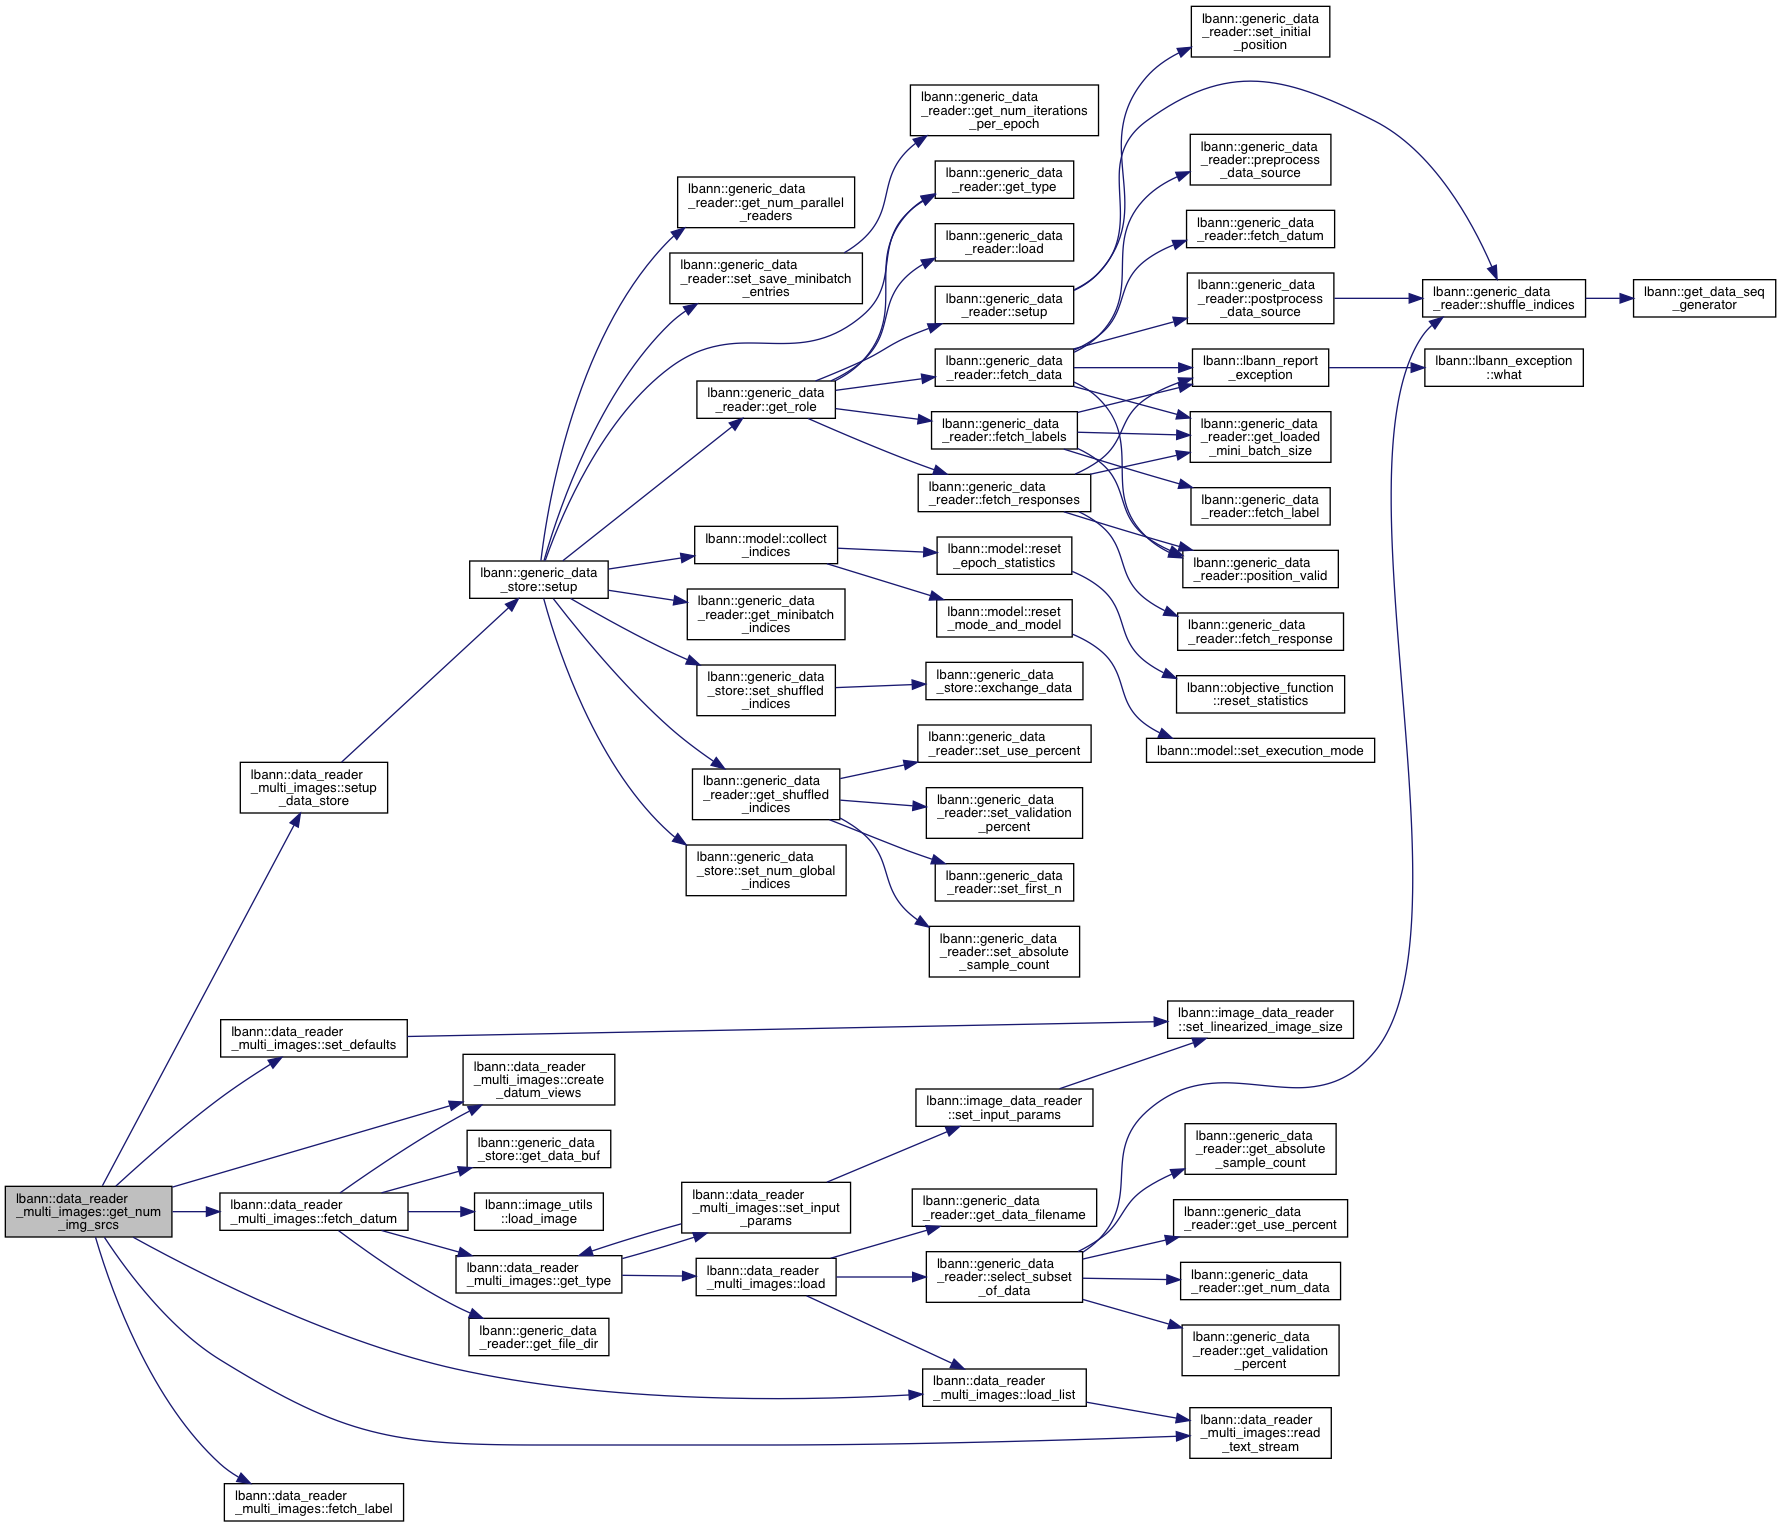 lbann::generic_data
_reader::set_initial
_position
lbann::generic_data
_reader::get_num_iterations
_per_epoch
lbann::generic_data
_reader::preprocess
_data_source
lbann::generic_data
_reader::get_type
lbann::generic_data
_reader::get_num_parallel
_readers
lbann::generic_data
_reader::fetch_datum
lbann::generic_data
_reader::load
lbann::generic_data
_reader::set_save_minibatch
_entries
lbann::generic_data
_reader::setup
lbann::generic_data
_reader::postprocess
_data_source
lbann::generic_data
_reader::shuffle_indices
lbann::get_data_seq
_generator
lbann::generic_data
_reader::fetch_data
lbann::lbann_report
_exception
lbann::lbann_exception
::what
lbann::generic_data
_reader::get_role
lbann::generic_data
_reader::fetch_labels
lbann::generic_data
_reader::get_loaded
_mini_batch_size
lbann::generic_data
_reader::fetch_responses
lbann::generic_data
_reader::fetch_label
lbann::model::collect
_indices
lbann::model::reset
_epoch_statistics
lbann::generic_data
_reader::position_valid
lbann::generic_data
_store::setup
lbann::generic_data
_reader::get_minibatch
_indices
lbann::model::reset
_mode_and_model
lbann::generic_data
_reader::fetch_response
lbann::generic_data
_store::set_shuffled
_indices
lbann::generic_data
_store::exchange_data
lbann::objective_function
::reset_statistics
lbann::generic_data
_reader::set_use_percent
lbann::model::set_execution_mode
lbann::data_reader
_multi_images::setup
_data_store
lbann::generic_data
_reader::get_shuffled
_indices
lbann::generic_data
_reader::set_validation
_percent
lbann::generic_data
_store::set_num_global
_indices
lbann::generic_data
_reader::set_first_n
lbann::generic_data
_reader::set_absolute
_sample_count
lbann::data_reader
_multi_images::set_defaults
lbann::image_data_reader
::set_linearized_image_size
lbann::data_reader
_multi_images::create
_datum_views
lbann::image_data_reader
::set_input_params
lbann::generic_data
_store::get_data_buf
lbann::generic_data
_reader::get_absolute
_sample_count
lbann::data_reader
_multi_images::get_num
_img_srcs
lbann::data_reader
_multi_images::fetch_datum
lbann::image_utils
::load_image
lbann::data_reader
_multi_images::set_input
_params
lbann::generic_data
_reader::get_data_filename
lbann::generic_data
_reader::get_use_percent
lbann::data_reader
_multi_images::get_type
lbann::data_reader
_multi_images::load
lbann::generic_data
_reader::select_subset
_of_data
lbann::generic_data
_reader::get_num_data
lbann::generic_data
_reader::get_file_dir
lbann::generic_data
_reader::get_validation
_percent
lbann::data_reader
_multi_images::load_list
lbann::data_reader
_multi_images::read
_text_stream
lbann::data_reader
_multi_images::fetch_label